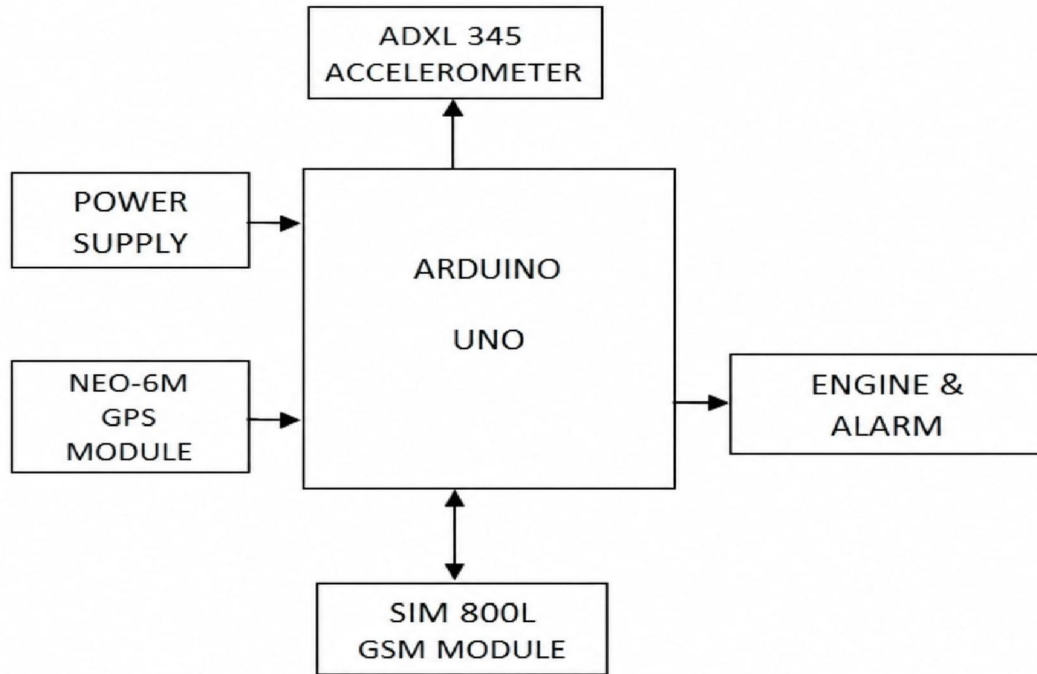 ADXL 345
ACCELEROMETER
POWER
SUPPLY
ARDUINO
UNO
NEO-6M
GPS
MODULE
ENGINE &
ALARM
SIM 800L
GSM MODULE